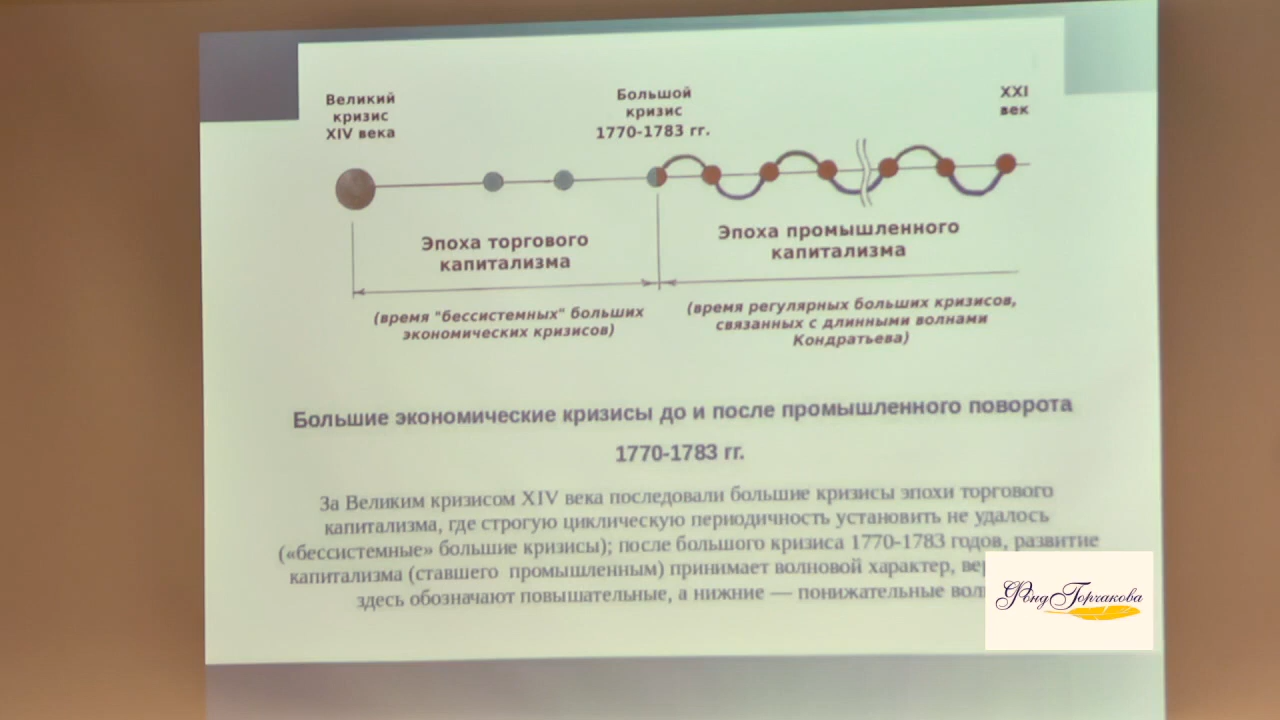 Великий
кризис
XIV века
Большой
кризис
1770-1783 гг.
XXI
век
Эпоха торгового
капитализма
Эпоха промышленного
капитализма
(время "бессистемных" больших
экономических кризисов)
(время регулярных больших кризисов,
связанных с длинными волнами
Кондратьева)
Большие экономические кризисы до и после промышленного поворота
1770-1783 гг.
За Великим кризисом XIV века последовали большие кризисы эпохи торгового
капитализма, где строгую циклическую периодичность установить не удалось
(«бессистемные» большие кризисы); после большого кризиса 1770-1783 годов, развитие
капитализма (ставшего промышленным) принимает волновой характер,
здесь обозначают повышательные, а нижние — понижательные
Фонд Горчакова